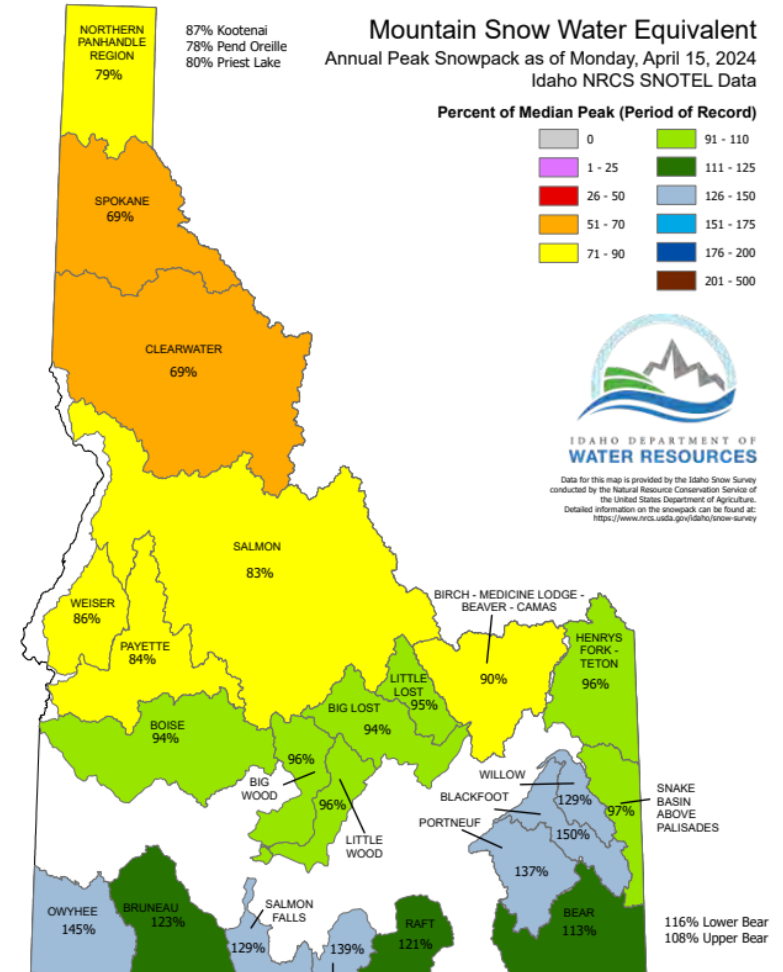 Mountain Snow Water Equivalent
Annual Peak Snowpack as of Monday, April 15, 2024
Idaho NRCS SNOTEL Data
Percent of Median Peak (Period of Record)
0
1 - 25
26 - 50
51 - 70
71 - 90
91 - 110
111 - 125
126 - 150
151 - 175
176 - 200
201 - 500
IDAHO DEPARTMENT OF
WATER RESOURCES
Data for this map is provided by the Idaho Snow Survey
conducted by the Natural Resource Conservation Service of
the United States Department of Agriculture.
Detailed information on the snowpack can be found at:
https://www.nrcs.usda.gov/idaho/snow-survey
NORTHERN
PANHANDLE
REGION
79%
87% Kootenai
78% Pend Oreille
80% Priest Lake
SPOKANE
69%
CLEARWATER
69%
SALMON
83%
WEISER
86%
PAYETTE
84%
BIRCH - MEDICINE LODGE -
BEAVER - CAMAS
90%
HENRYS
FORK -
TETON
96%
LITTLE
LOST
95%
BIG LOST
94%
BOISE
94%
96%
BIG
WOOD
96%
LITTLE
WOOD
WILLOW
129%
BLACKFOOT
150%
PORTNEUF
137%
97%
SNAKE
BASIN
ABOVE
PALISADES
OWYHEE
145%
BRUNEAU
123%
SALMON
FALLS
129%
139%
RAFT
121%
BEAR
113%
116% Lower Bear
108% Upper Bear